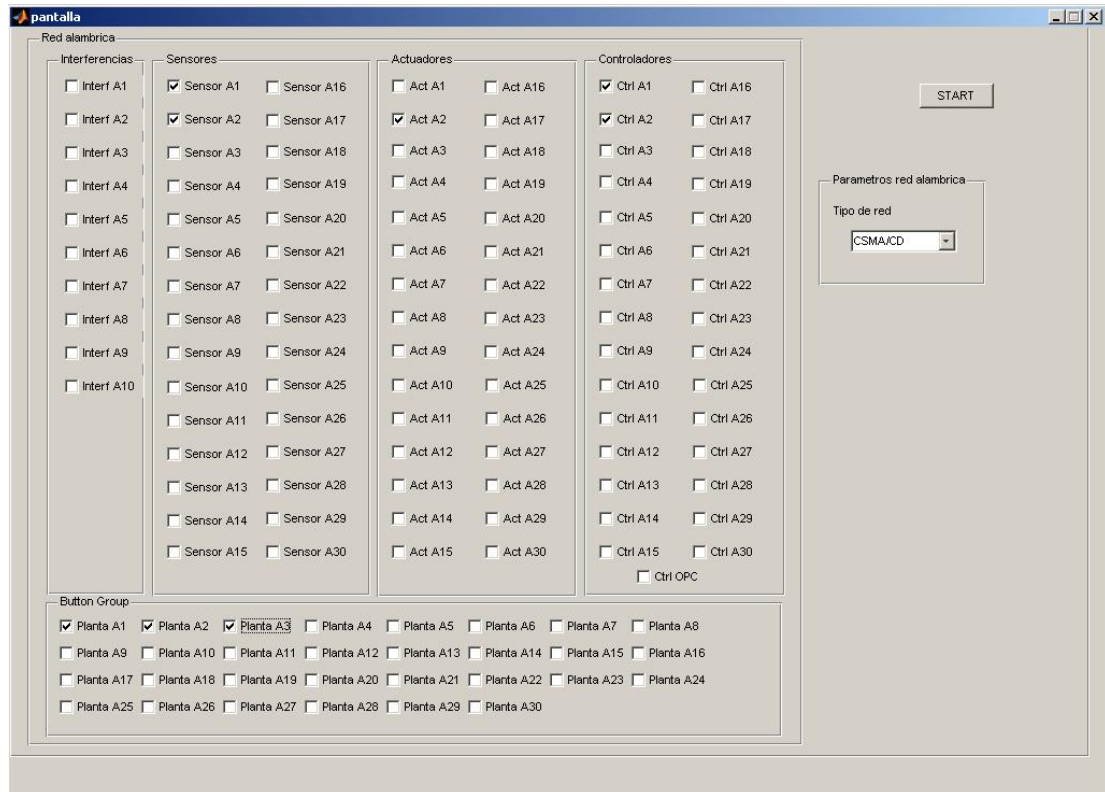 pantalla
Red alambrica
Interferencias Sensores Actuadores Controladores
Interf A1 Sensor A1 Sensor A16 Act A1 Act A16 Ctrl A1 Ctrl A16
START
Interf A2 Sensor A2 Sensor A17 Act A2 Act A17 Ctrl A2 Ctrl A17
Interf A3 Sensor A3 Sensor A18 Act A3 Act A18 Ctrl A3 Ctrl A18
Interf A4 Sensor A4 Sensor A19 Act A4 Act A19 Ctrl A4 Ctrl A19
Parametros red alambrica
Tipo de red
Interf A5 Sensor A5 Sensor A20 Act A5 Act A20 Ctrl A5 Ctrl A20
CSMA/CD
Interf A6 Sensor A6 Sensor A21 Act A6 Act A21 Ctrl A6 Ctrl A21
Interf A7 Sensor A7 Sensor A22 Act A7 Act A22 Ctrl A7 Ctrl A22
Interf A8 Sensor A8 Sensor A23 Act A8 Act A23 Ctrl A8 Ctrl A23
Interf A9 Sensor A9 Sensor A24 Act A9 Act A24 Ctrl A9 Ctrl A24
Interf A10 Sensor A10 Sensor A25 Act A10 Act A25 Ctrl A10 Ctrl A25
Sensor A11 Sensor A26 Act A11 Act A26 Ctrl A11 Ctrl A26
Sensor A12 Sensor A27 Act A12 Act A27 Ctrl A12 Ctrl A27
Sensor A13 Sensor A28 Act A13 Act A28 Ctrl A13 Ctrl A28
Sensor A14 Sensor A29 Act A14 Act A29 Ctrl A14 Ctrl A29
Sensor A15 Sensor A30 Act A15 Act A30 Ctrl A15 Ctrl A30
Ctrl OPC
Button Group
Planta A1 Planta A2 Planta A3 Planta A4 Planta A5 Planta A6 Planta A7 Planta A8
Planta A9 Planta A10 Planta A11 Planta A12 Planta A13 Planta A14 Planta A15 Planta A16
Planta A17 Planta A18 Planta A19 Planta A20 Planta A21 Planta A22 Planta A23 Planta A24
Planta A25 Planta A26 Planta A27 Planta A28 Planta A29 Planta A30